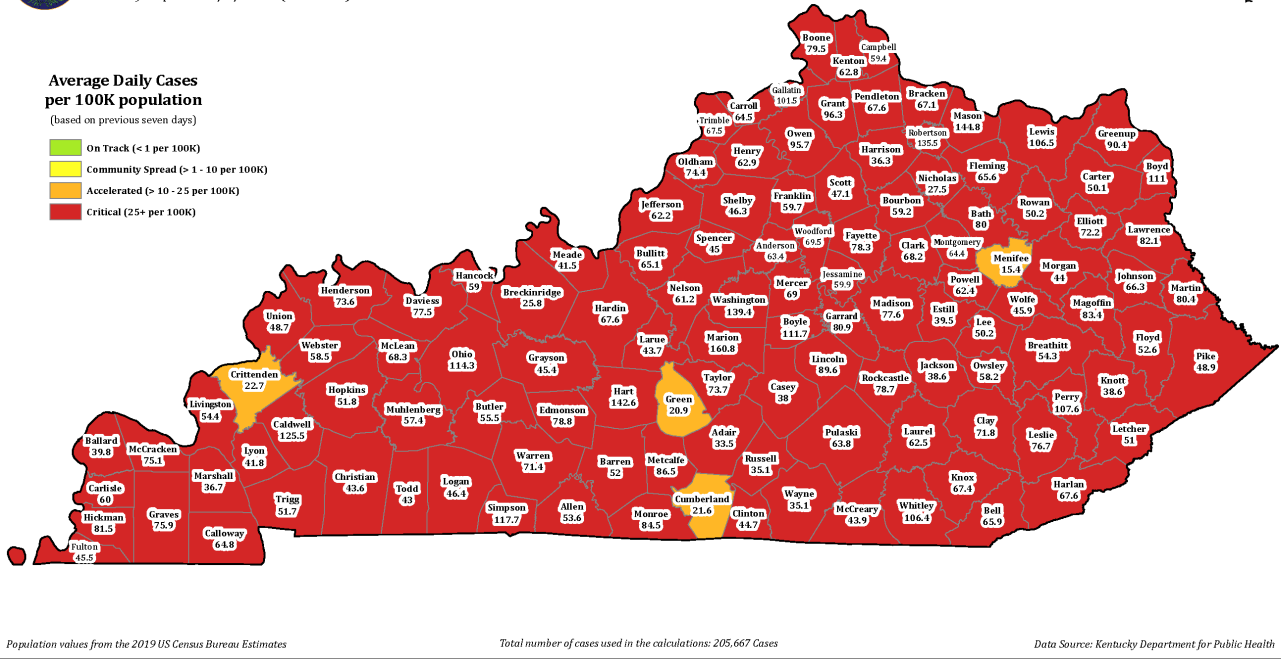 Average Daily Cases
per 100K population
(based on previous seven days)
On Track (< 1 per 100K)
Community Spread (> 1 - 10 per 100K)
Accelerated (> 10 - 25 per 100K)
Critical (25+ per 100K)
Boone
79.5
Campbell
59.4
Kenton
62.8
Gallatin
101.5
Carroll
64.5
Grant
96.3
Pendleton
67.6
Bracken
67.1
Trimble
67.5
Mason
144.8
Robertson
135.5
Lewis
106.5
Greenup
90.4
Owen
95.7
Henry
62.9
Harrison
36.3
Oldham
74.4
Fleming
65.6
Boyd
111
Carter
50.1
Nicholas
27.5
Scott
47.1
Franklin
59.7
Shelby
46.3
Jefferson
62.2
Bourbon
59.2
Rowan
50.2
Bath
80
Elliott
72.2
Lawrence
82.1
Woodford
69.5
Fayette
78.3
Spencer
45
Anderson
63.4
Clark
68.2
Montgomery
64.4
Bullitt
65.1
Meade
41.5
Menifee
15.4
Morgan
44
Johnson
66.3
Martin
80.4
Hancock
59
Jessamine
59.9
Powell
62.4
Mercer
69
Nelson
61.2
Breckinridge
25.8
Henderson
73.6
Daviess
77.5
Washington
139.4
Madison
77.6
Wolfe
45.9
Magoffin
83.4
Hardin
67.6
Estill
39.5
Union
48.7
Garrard
80.9
Boyle
111.7
Lee
50.2
Floyd
52.6
Marion
160.8
Larue
43.7
Breathitt
54.3
Webster
58.5
McLean
68.3
Ohio
114.3
Grayson
45.4
Pike
48.9
Lincoln
89.6
Jackson
38.6
Owsley
58.2
Crittenden
22.7
Taylor
73.7
Rockcastle
78.7
Knott
38.6
Casey
38
Hopkins
51.8
Hart
142.6
Green
20.9
Perry
107.6
Livingston
54.4
Muhlenberg
57.4
Butler
55.5
Edmonson
78.8
Caldwell
125.5
Clay
71.8
Letcher
51
Adair
33.5
Pulaski
63.8
Laurel
62.5
Leslie
76.7
Ballard
39.8
McCracken
75.1
Lyon
41.8
Warren
71.4
Barren
52
Metcalfe
86.5
Russell
35.1
Marshall
36.7
Christian
43.6
Todd
43
Logan
46.4
Knox
67.4
Harlan
67.6
Carlisle
60
Trigg
51.7
Cumberland
21.6
Wayne
35.1
Hickman
81.5
Graves
75.9
Simpson
117.7
Allen
53.6
Monroe
84.5
Clinton
44.7
McCreary
43.9
Whitley
106.4
Bell
65.9
Calloway
64.8
Fulton
45.5
Population values from the 2019 US Census Bureau Estimates
Total number of cases used in the calculations: 205,667 Cases
Data Source: Kentucky Department for Public Health